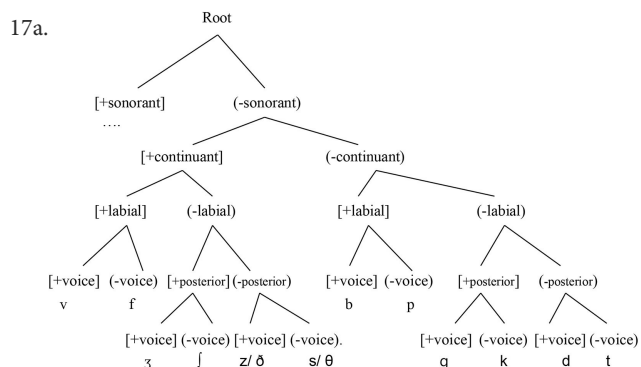 17a.
Root
[+sonorant] (-sonorant)
....
[+continuant] (-continuant)
[+labial] (-labial) [+labial] (-labial)
[+voice] (-voice) [+posterior] (-posterior) [+voice] (-voice) [+posterior] (-posterior)
v f b p
[+voice] (-voice) [+voice] (-voice). [+voice] (-voice) [+voice] (-voice)
ʒ ʃ z/ ð s/ θ g k d t